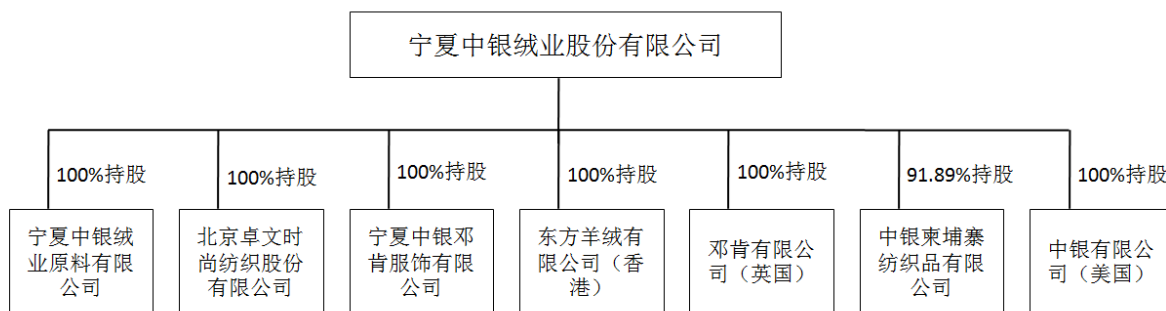 宁夏中银绒业股份有限公司
100%持股
100%持股
100%持股
100%持股
100%持股
91.89%持股
100%持股
宁夏中银绒
业原料有限
公司
北京卓文时
尚纺织股份
有限公司
宁夏中银邓
肯服饰有限
公司
东方羊绒有
限公司（香
港）
邓肯有限公
司（英国）
中银柬埔寨
纺织品有限
公司
中银有限公
司（美国）